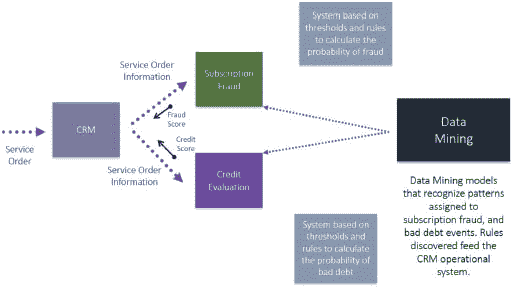 System based on
thresholds and rules
to calculate the
probability of fraud
Service Order
Information
Subscription
Fraud
Fraud
Score
CRM
Service
Order
Credit
Score
Service Order
Information
Credit
Evaluation
Data
Mining
Data Mining models
that recognize patterns
assigned to
subscription fraud, and
bad debt events. Rules
discovered feed the
CRM operational
system.
System based on
thresholds and rules
to calculate the
probability of
bad debt